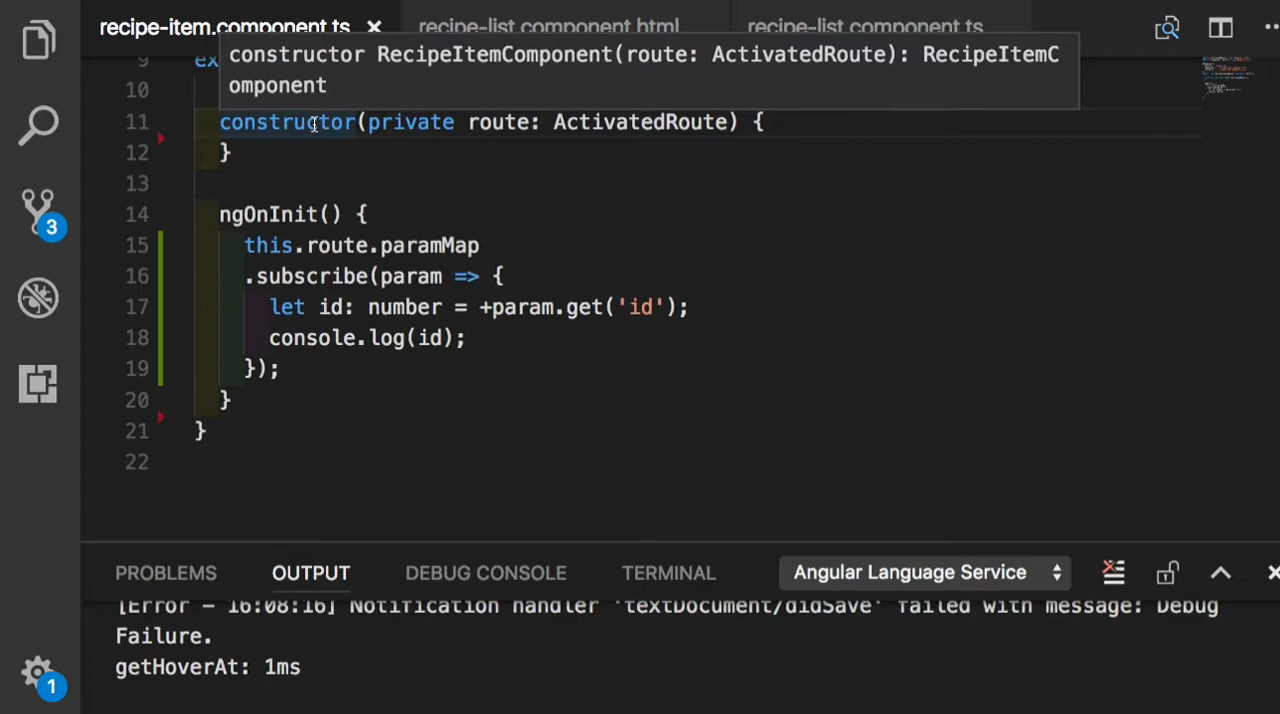 recipe-item.component.ts
recipe-list.component.html
recipe-list.component.ts
9 ex
constructor RecipeItemComponent(route: ActivatedRoute): RecipeItemC
omponent
10
11 constructor(private route: ActivatedRoute) {
12 }
13
14 ngOnInit() {
15 this.route.paramMap
16 .subscribe(param => {
17 let id: number = +param.get('id');
18 console.log(id);
19 });
20 }
21 }
22
3
PROBLEMS OUTPUT DEBUG CONSOLE TERMINAL Angular Language Service
[Error - 16:08:16] Notification handler 'textDocument/didSave' failed with message: Debug
Failure.
getHoverAt: 1ms
1